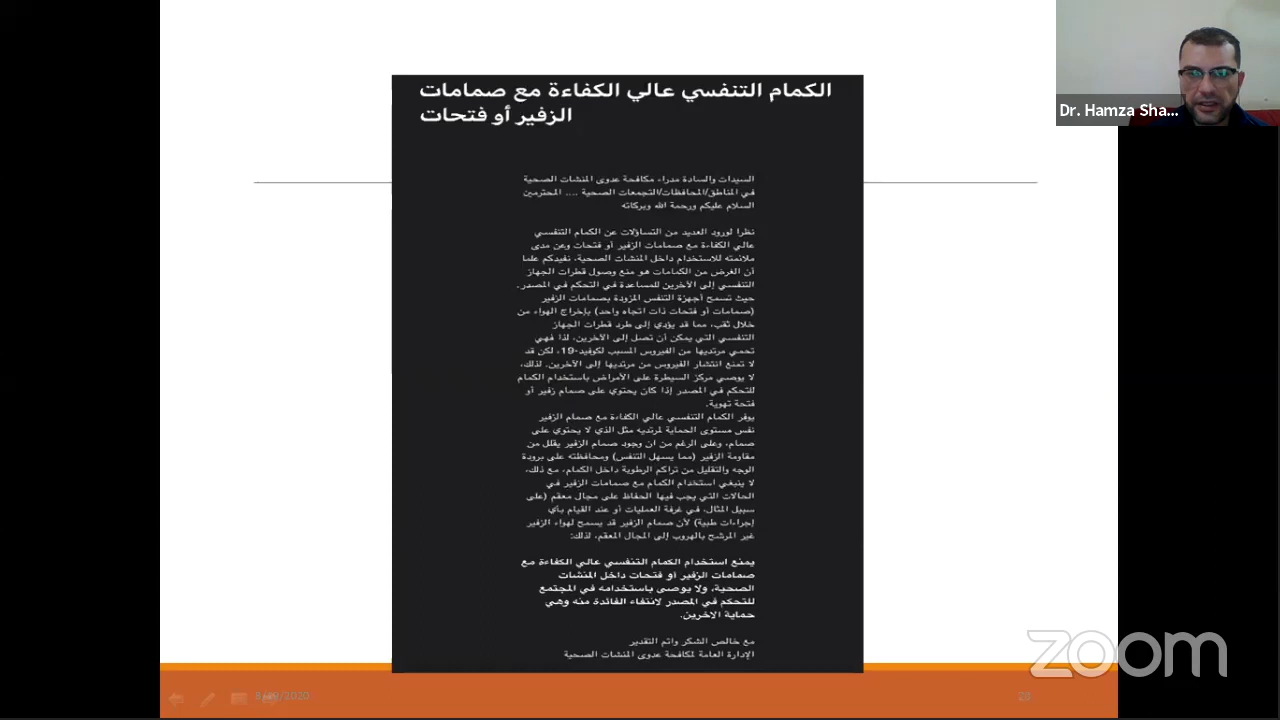 Dr. Hamza Sha...
الكمام التنفسي عالي الكفاءة مع صمامات
الزفير أو فتحات
السيدات والسادة مدراء مكافحة عدوى المنشات الصحية
في المناطق/المحافظات/التجمعات الصحية .... المحترمين
السلام عليكم ورحمة الله وبركاته
نظرا لورود العديد من التساؤلات عن الكمام التنفسي
عالي الكفاءة مع صمامات الزفير أو فتحات وعن مدى
ملائمته للاستخدام داخل المنشات الصحية، نفيدكم علما
أن الغرض من الكمامات هو منع وصول قطرات الجهاز
التنفسي إلى الآخرين للمساعدة في التحكم في المصدر.
حيث تسمح أجهزة التنفس المزودة بصمامات الزفير
(صمامات أو فتحات ذات اتجاه واحد) بإخراج الهواء من
خلال ثقب، مما قد يؤدي إلى طرد قطرات الجهاز
التنفسي التي يمكن أن تصل إلى الآخرين، لذا فهي
تحمي مرتديها من الفيروس المسبب لكوفيد-19، لكن قد
لا تمنع انتشار الفيروس من مرتديها إلى الآخرين. لذلك،
لا يوصي مركز السيطرة على الأمراض باستخدام الكمام
للتحكم في المصدر إذا كان يحتوي على صمام زفير أو
فتحة تهوية.
يوفر الكمام التنفسي عالي الكفاءة مع صمام الزفير
نفس مستوى الحماية لمرتديه مثل الذي لا يحتوي على
صمام، وعلى الرغم من ان وجود صمام الزفير يقلل من
مقاومة الزفير (مما يسهل التنفس) ومحافظته على برودة
الوجه والتقليل من تراكم الرطوبة داخل الكمام، مع ذلك،
لا ينبغي استخدام الكمام مع صمامات الزفير في
الحالات التي يجب فيها الحفاظ على مجال معقم (على
سبيل المثال، في غرفة العمليات أو عند القيام بأي
إجراءات طبية) لأن صمام الزفير قد يسمح لهواء الزفير
غير المرشح بالهروب إلى المجال المعقم، لذلك:
يمنع استخدام الكمام التنفسي عالي الكفاءة مع
صمامات الزفير أو فتحات داخل المنشات
الصحية، ولا يوصى باستخدامه في المجتمع
للتحكم في المصدر لانتفاء الفائدة منه وهي
حماية الاخرين.
مع خالص الشكر واتم التقدير
الإدارة العامة لمكافحة عدوى المنشات الصحية
zoom
24